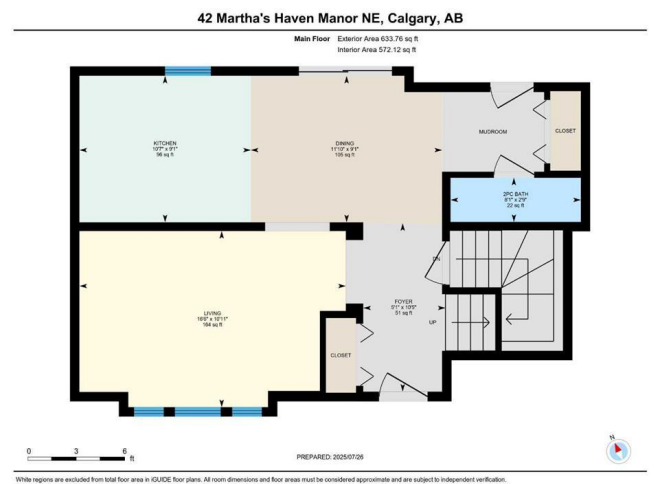 42 Martha's Haven Manor NE, Calgary, AB
Main Floor Exterior Area 633.76 sq ft
Interior Area 572.12 sq ft
KITCHEN
10'7" x 9'1"
96 sq ft
DINING
11'10" x 9'1"
105 sq ft
MUDROOM
CLOSET
2PC BATH
8'1" x 2'9"
22 sq ft
DN
LIVING
16'6" x 10'11"
164 sq ft
FOYER
5'1" x 10'5"
51 sq ft
UP
CLOSET
0 3 6
ft
PREPARED: 2025/07/26
N
White regions are excluded from total floor area in iGUIDE floor plans. All room dimensions and floor areas must be considered approximate and are subject to independent verification.